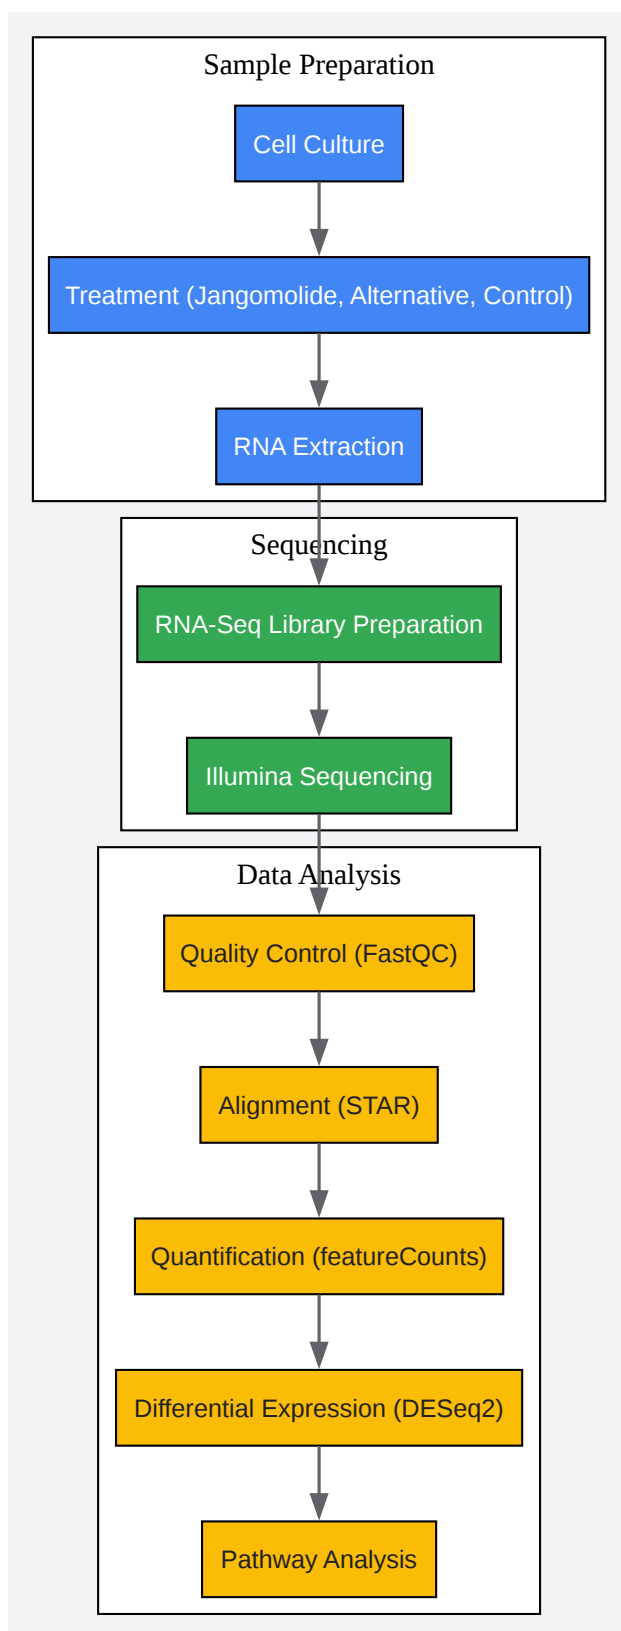 Sample Preparation
Cell Culture
Treatment (Jangomolide, Alternative, Control)
RNA Extraction
Sequencing
RNA-Seq Library Preparation
Illumina Sequencing
Data Analysis
Quality Control (FastQC)
Alignment (STAR)
Quantification (featureCounts)
Differential Expression (DESeq2)
Pathway Analysis